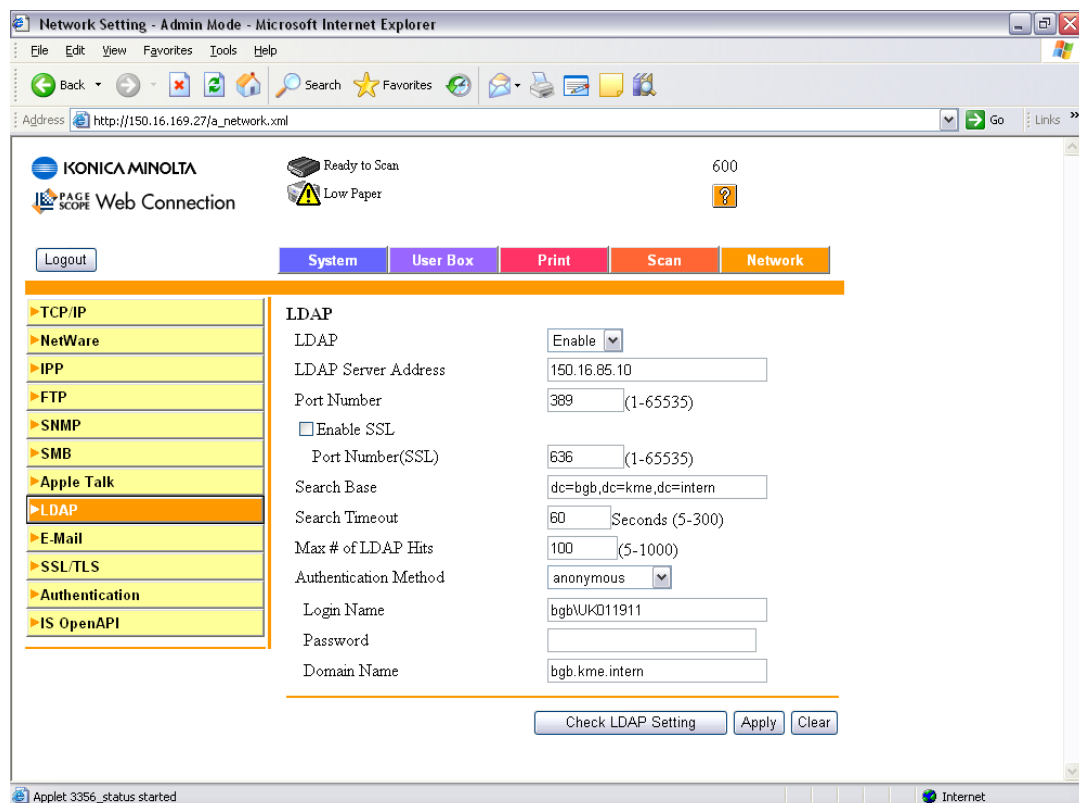 Network Setting - Admin Mode - Microsoft Internet Explorer
File Edit View Favorites Tools Help
Back Search Favorites
Address http://150.16.169.27/a_network.xml Go Links »
KONICA MINOLTA Ready to Scan 600
PAGE SCOPE Web Connection Low Paper ?
Logout System User Box Print Scan Network
TCP/IP
NetWare
IPP
FTP
SNMP
SMB
Apple Talk
LDAP
E-Mail
SSL/TLS
Authentication
IS OpenAPI
LDAP
LDAP Enable
LDAP Server Address 150.16.85.10
Port Number 389 (1-65535)
Enable SSL
Port Number(SSL) 636 (1-65535)
Search Base dc=bgb,dc=kme,dc=intern
Search Timeout 60 Seconds (5-300)
Max # of LDAP Hits 100 (5-1000)
Authentication Method anonymous
Login Name bgb\UK011911
Password
Domain Name bgb.kme.intern
Check LDAP Setting Apply Clear
Applet 3356_status started Internet